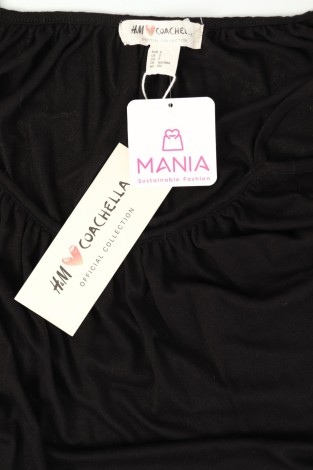 H&M COACHELLA
MANIA
Sustainable Fashion
H&M COACHELLA
OFFICIAL COLLECTION